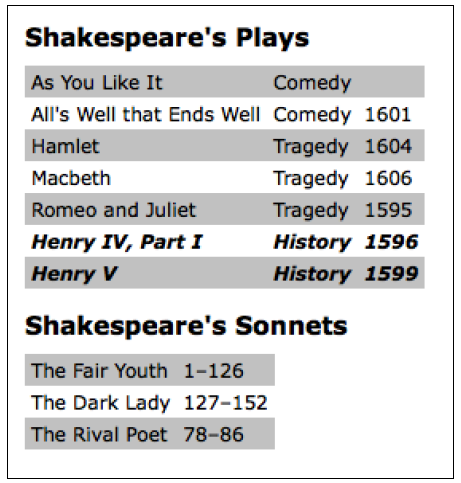 Shakespeare's Plays
As You Like It Comedy
All's Well that Ends Well Comedy 1601
Hamlet Tragedy 1604
Macbeth Tragedy 1606
Romeo and Juliet Tragedy 1595
Henry IV, Part I History 1596
Henry V History 1599
Shakespeare's Sonnets
The Fair Youth 1–126
The Dark Lady 127–152
The Rival Poet 78–86